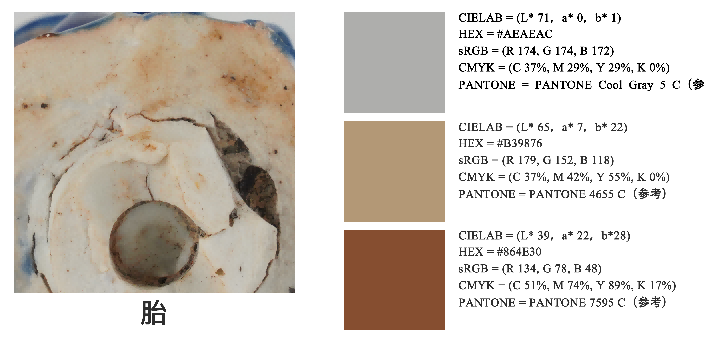 CIELAB = (L* 71, a* 0, b* 1)
HEX = #AEAEAC
sRGB = (R 174, G 174, B 172)
CMYK = (C 37%, M 29%, Y 29%, K 0%)
PANTONE = PANTONE Cool Gray 5 C（参
CIELAB = (L* 65, a* 7, b* 22)
HEX = #B39876
sRGB = (R 179, G 152, B 118)
CMYK = (C 37%, M 42%, Y 55%, K 0%)
PANTONE = PANTONE 4655 C（参考）
CIELAB = (L* 39, a* 22, b*28)
HEX = #864E30
sRGB = (R 134, G 78, B 48)
CMYK = (C 51%, M 74%, Y 89%, K 17%)
PANTONE = PANTONE 7595 C（参考）
胎